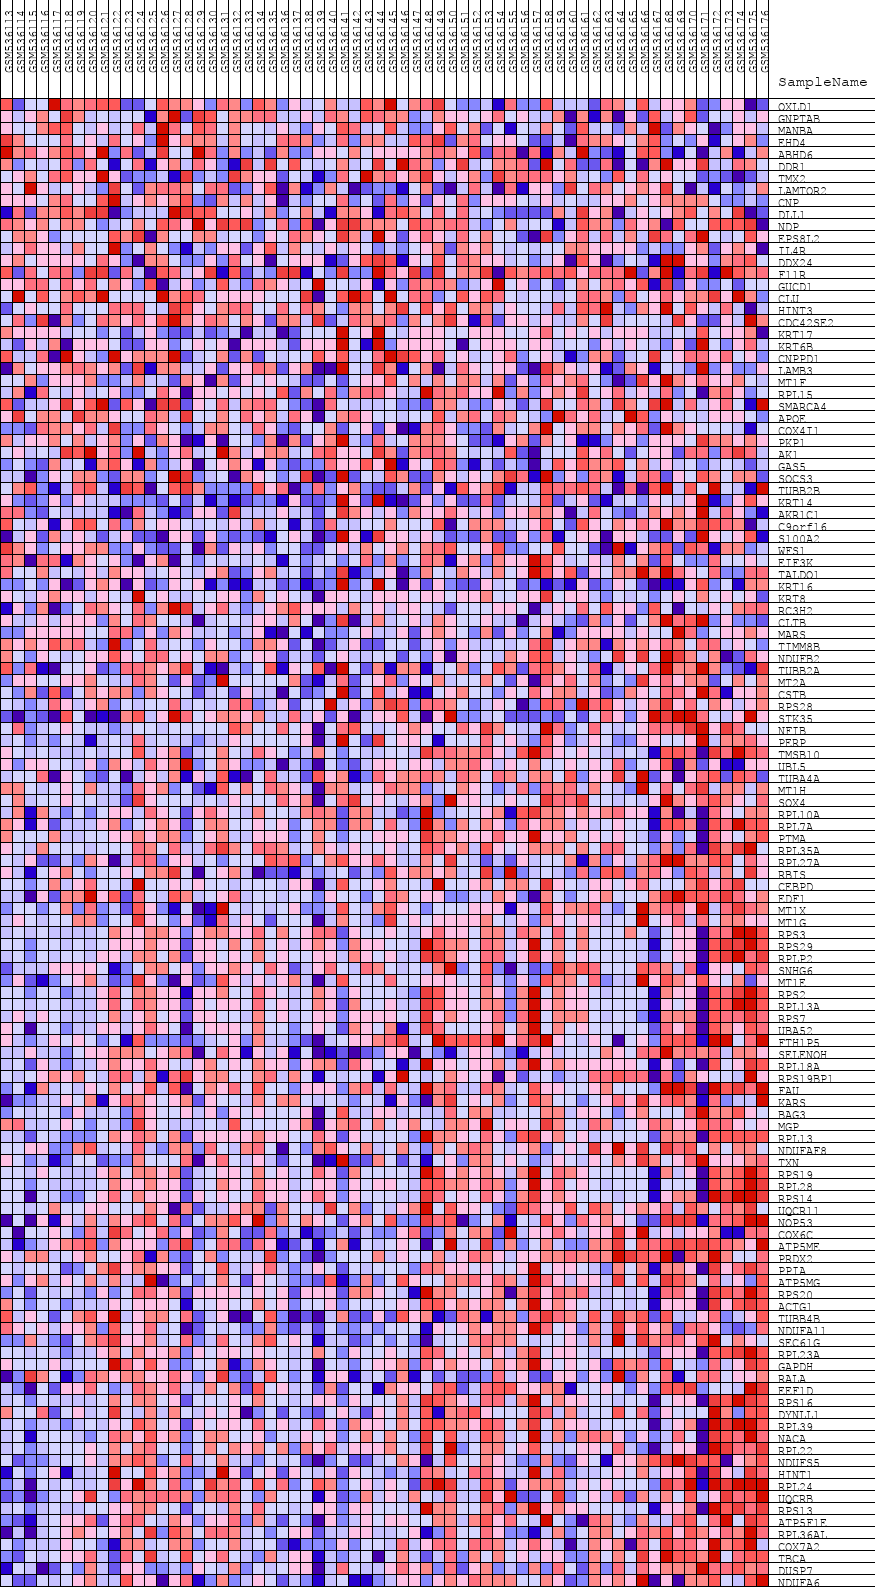 GSM536113
GSM536114
GSM536115
GSM536116
GSM536117
GSM536118
GSM536119
GSM536120
GSM536121
GSM536122
GSM536123
GSM536124
GSM536125
GSM536126
GSM536127
GSM536128
GSM536129
GSM536130
GSM536131
GSM536132
GSM536133
GSM536134
GSM536135
GSM536136
GSM536137
GSM536138
GSM536139
GSM536140
GSM536141
GSM536142
GSM536143
GSM536144
GSM536145
GSM536146
GSM536147
GSM536148
GSM536149
GSM536150
GSM536151
GSM536152
GSM536153
GSM536154
GSM536155
GSM536156
GSM536157
GSM536158
GSM536159
GSM536160
GSM536161
GSM536162
GSM536163
GSM536164
GSM536165
GSM536166
GSM536167
GSM536168
GSM536169
GSM536170
GSM536171
GSM536172
GSM536173
GSM536174
GSM536175
GSM536176
SampleName
OXLD1
GNPTAB
MANBA
EHD4
ABHD6
DDR1
TMX2
LAMTOR2
CNP
DLL1
NDP
EPS8L2
IL4R
DDX24
F11R
GUCD1
CLU
HINT3
CDC42SE2
KRT17
KRT6B
CNPPD1
LAMB3
MT1F
RPL15
SMARCA4
APOE
COX4I1
PKP1
AK1
GAS5
SOCS3
TUBB2B
KRT14
AKR1C1
C9orf16
S100A2
WFS1
EIF3K
TALDO1
KRT16
KRT8
RC3H2
CLTB
MARS
TIMM8B
NDUFB2
TUBB2A
MT2A
CSTB
RPS28
STK35
NFIB
PERP
TMSB10
UBL5
TUBA4A
MT1H
SOX4
RPL10A
RPL7A
PTMA
RPL35A
RPL27A
RBIS
CEBPD
EDF1
MT1X
MT1G
RPS3
RPS29
RPLP2
SNHG6
MT1E
RPS2
RPL13A
RPS7
UBA52
FTH1P5
SELENOH
RPL18A
RPS19BP1
FAU
KARS
BAG3
MGP
RPL13
NDUFAF8
TXN
RPS19
RPL28
RPS14
UQCR11
NOP53
COX6C
ATP5ME
PRDX2
PPIA
ATP5MG
RPS20
ACTG1
TUBB4B
NDUFA11
SEC61G
RPL23A
GAPDH
RALA
EEF1D
RPS16
DYNLL1
RPL39
NACA
RPL22
NDUFS5
HINT1
RPL24
UQCRB
RPS13
ATP5F1E
RPL36AL
COX7A2
TBCA
DUSP7
NDUFA6